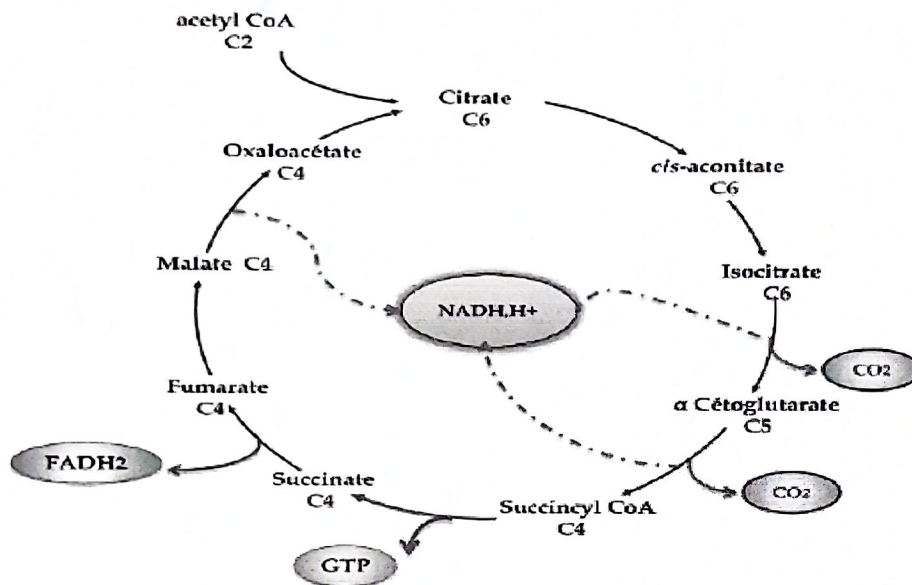 acetyl CoA
C2
Citrate
C6
cis-aconitate
C6
Isocitrate
C6
CO2
α Cétoglutarate
C5
CO2
Succincyl CoA
C4
GTP
Succinate
C4
FADH2
Fumarate
C4
Malate C4
Oxaloacétate
C4
NADH,H+